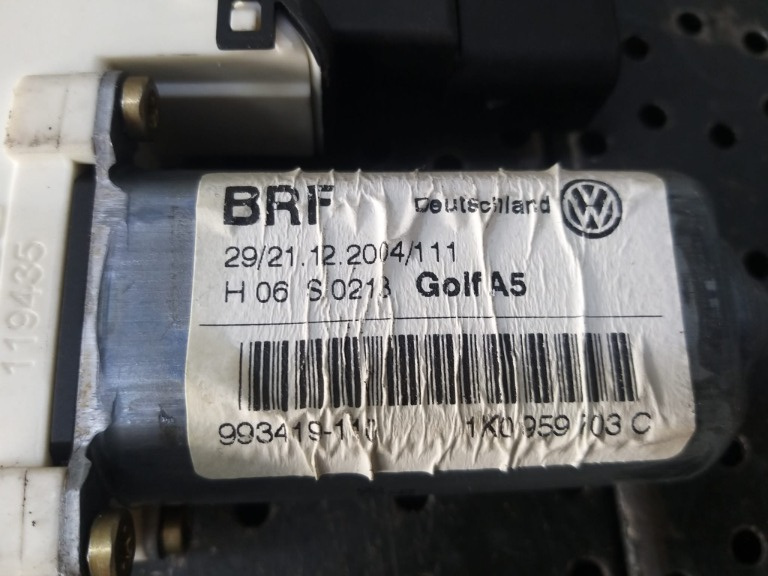 BRF Deutschland
29/21.12.2004/111
H 06 S 0213 Golf A5
993419-110 1K0 959 703 C
119435